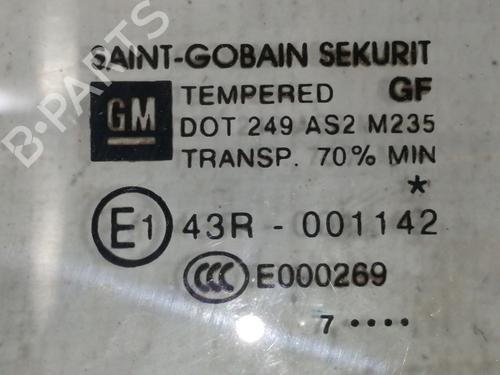 SAINT-GOBAIN SEKURIT
GM
TEMPERED GF
DOT 249 AS2 M235
TRANSP. 70% MIN
*
E1 43R - 001142
CCC E000269
7 ••••
B-PARTS